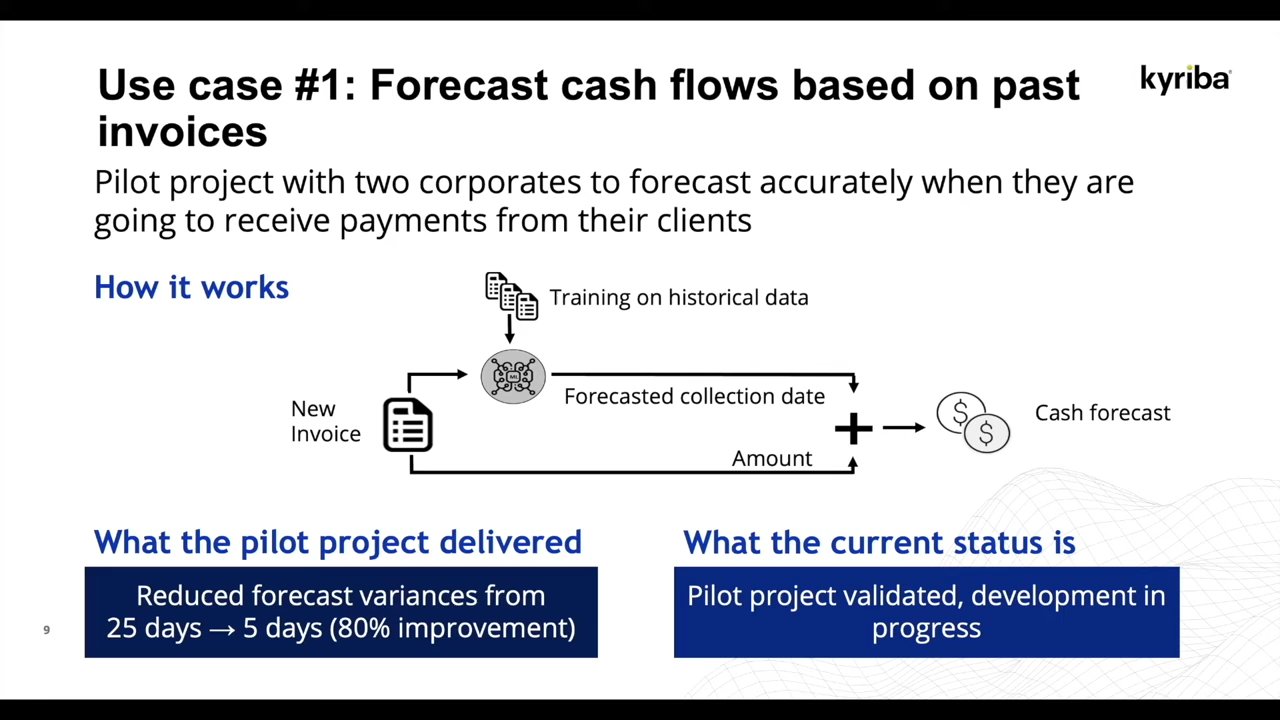 Use case #1: Forecast cash flows based on past
invoices
kyriba
Pilot project with two corporates to forecast accurately when they are
going to receive payments from their clients
How it works
Training on historical data
ML
Forecasted collection date
New
Invoice
Amount
$
$
Cash forecast
What the pilot project delivered
Reduced forecast variances from
25 days → 5 days (80% improvement)
What the current status is
Pilot project validated, development in
progress
9